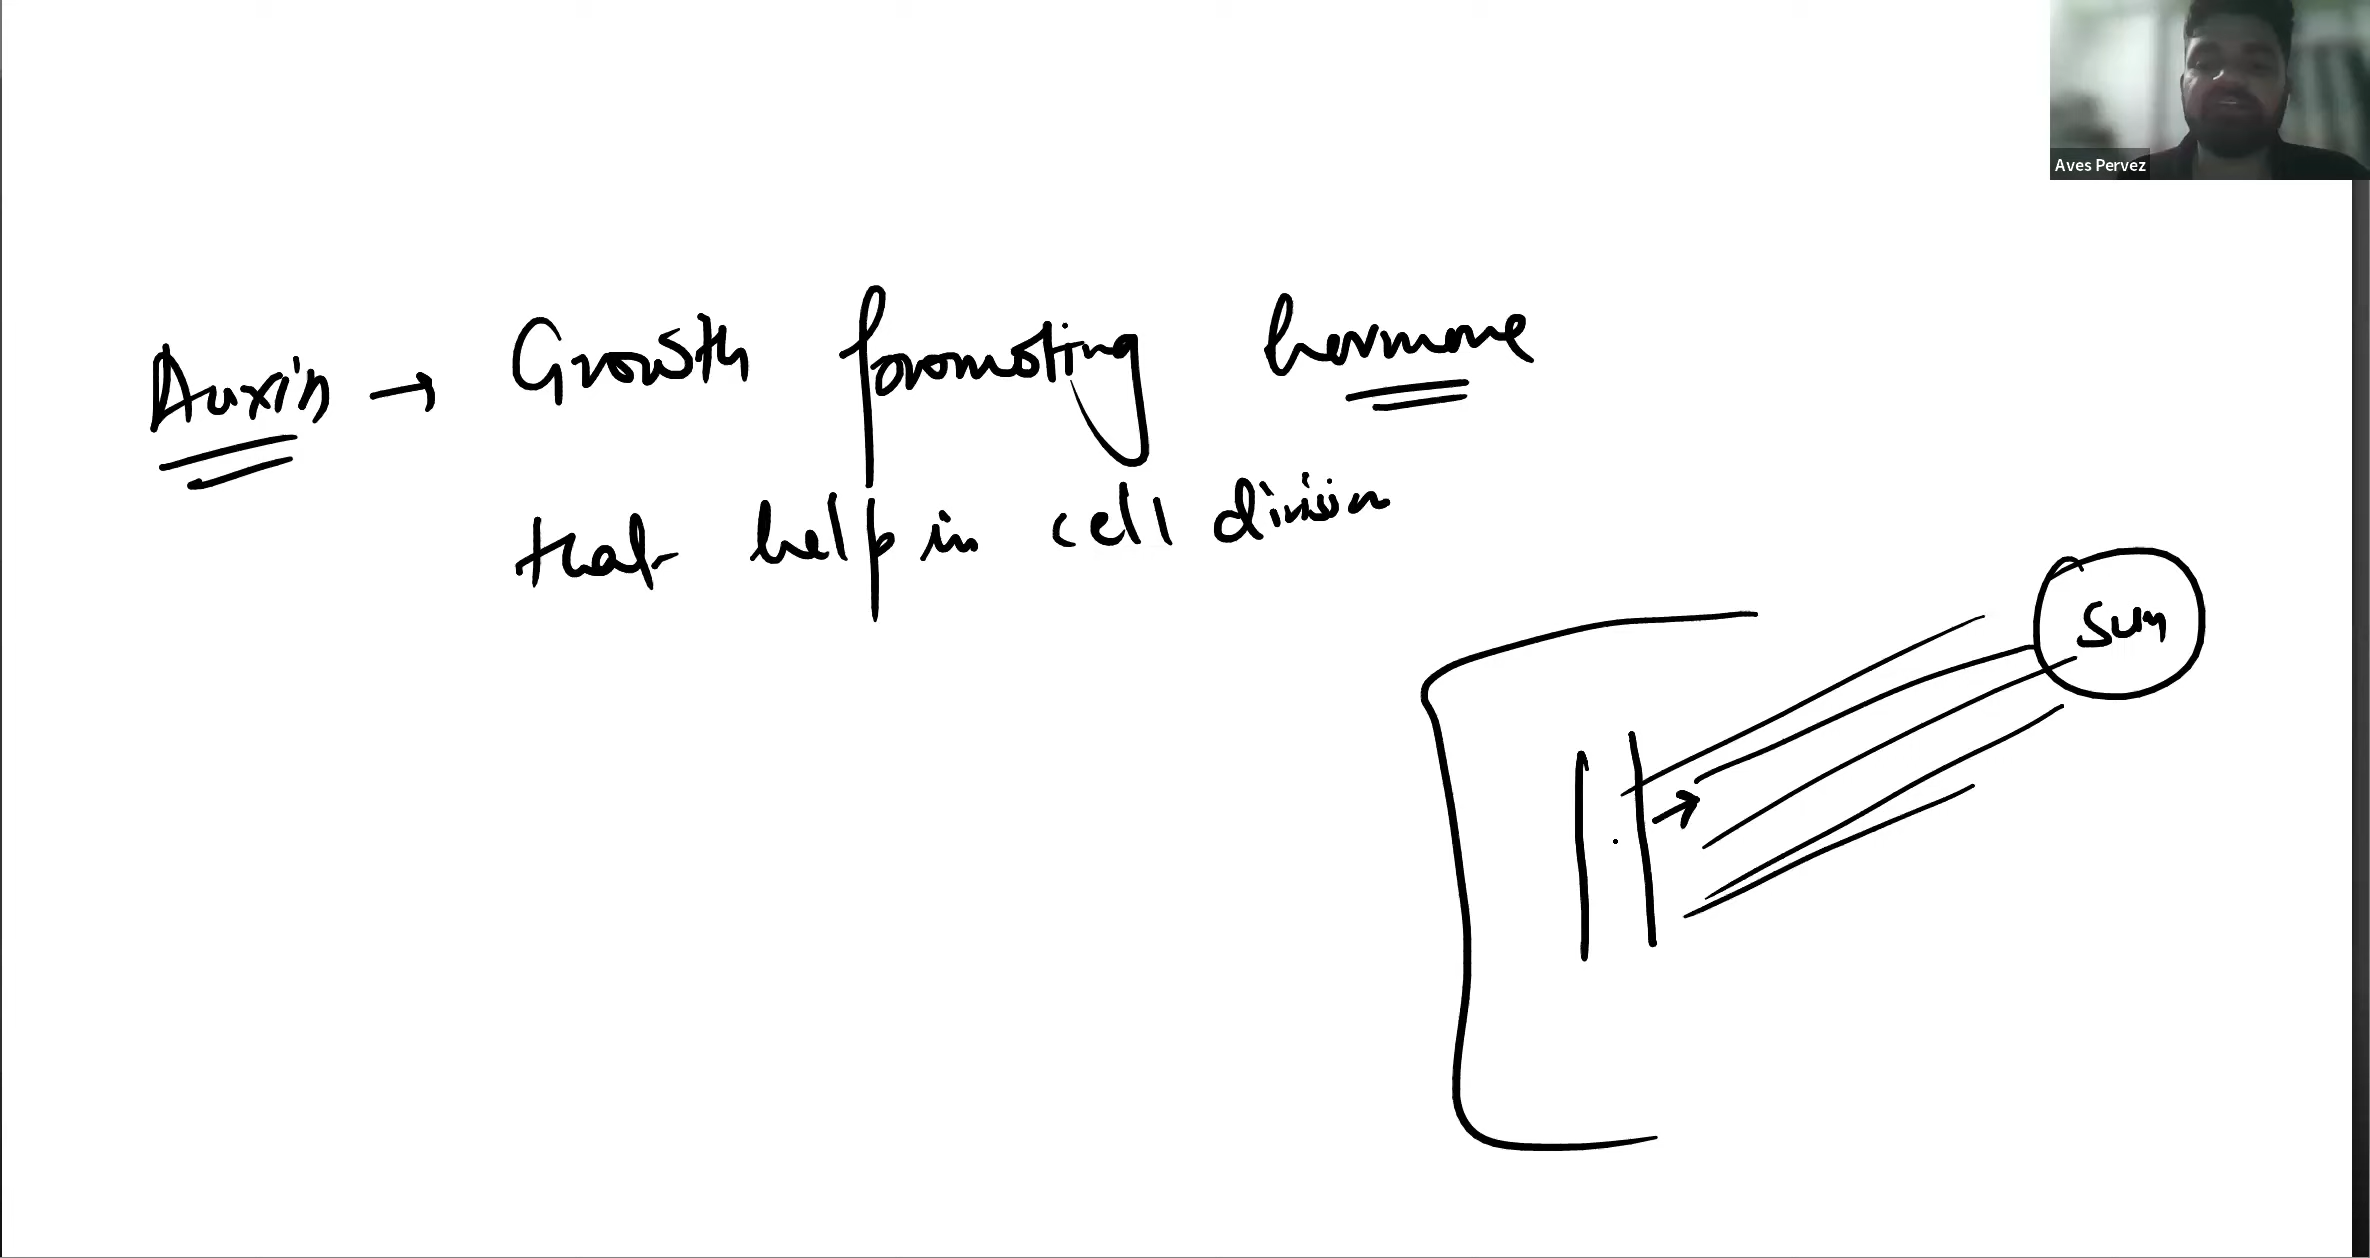 Aves Pervez
Auxin → Growth promoting hormone
that help in cell division
Sun